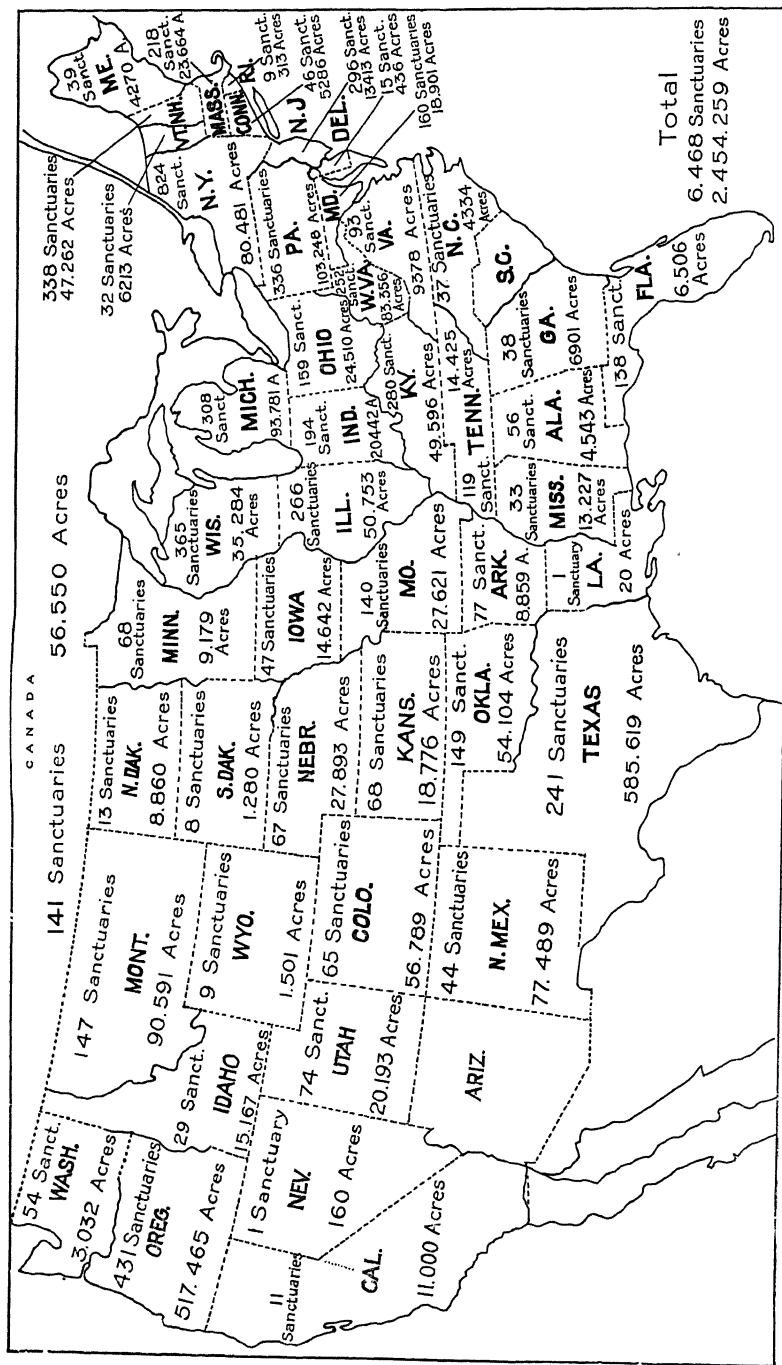 CANADA
141 Sanctuaries
56.550 Acres
54 Sanct.
WASH.
3.032 Acres
431 Sanctuaries
OREG.
517.465 Acres
11
Sanctuaries
CAL.
11.000 Acres
1 Sanctuary
NEV.
160 Acres
29 Sanct.
IDAHO
15.167 Acres
147 Sanctuaries
MONT.
90.591 Acres
9 Sanctuaries
WYO.
1.501 Acres
74 Sanct.
UTAH
20.193 Acres
65 Sanctuaries
COLO.
56.789 Acres
ARIZ.
44 Sanctuaries
N.MEX.
77.489 Acres
13 Sanctuaries
N.DAK.
8.860 Acres
8 Sanctuaries
S.DAK.
1.280 Acres
67 Sanctuaries
NEBR.
27.893 Acres
68 Sanctuaries
KANS.
18.776 Acres
149 Sanct.
OKLA.
54.104 Acres
241 Sanctuaries
TEXAS
585.619 Acres
68
Sanctuaries
MINN.
9.179
Acres
47 Sanctuaries
IOWA
14.642 Acres
140
Sanctuaries
MO.
27.621 Acres
77 Sanct.
ARK.
8.859 A.
1
Sanctuary
LA.
20 Acres
365
Sanctuaries
WIS.
35.284
Acres
266
Sanctuaries
ILL.
50.753
Acres
308
Sanct.
MICH.
93.781 A
194
Sanct.
IND.
20442 A
159 Sanct.
OHIO
24.510 Acres
280 Sanct.
KY.
49.596 Acres
119
Sanct.
TENN.
14.425
Acres
33
Sanctuaries
MISS.
13.227
Acres
56
Sanct.
ALA.
4.543 Acres
38
Sanctuaries
GA.
6901 Acres
138 Sanct.
FLA.
6.506
Acres
S.C.
37 Sanctuaries
N.C.
4334
Acres
93
Sanct.
VA.
9378 Acres
Sanct.
W.VA.
83.356
Acres
336 Sanctuaries
PA.
103.248 Acres
MD.
824
Sanct.
N.Y.
80.481 Acres
338 Sanctuaries
47.262 Acres
32 Sanctuaries
6213 Acres
VT.
N.H.
39
Sanct.
ME.
4270 A.
218
Sanct.
23.664 A.
MASS.
9 Sanct.
313 Acres
R.I.
CONN.
46 Sanct.
5286 Acres
N.J
296 Sanct.
13413 Acres
DEL.
15 Sanct.
436 Acres
160 Sanctuaries
18.901 Acres
Total
6.468 Sanctuaries
2.454.259 Acres